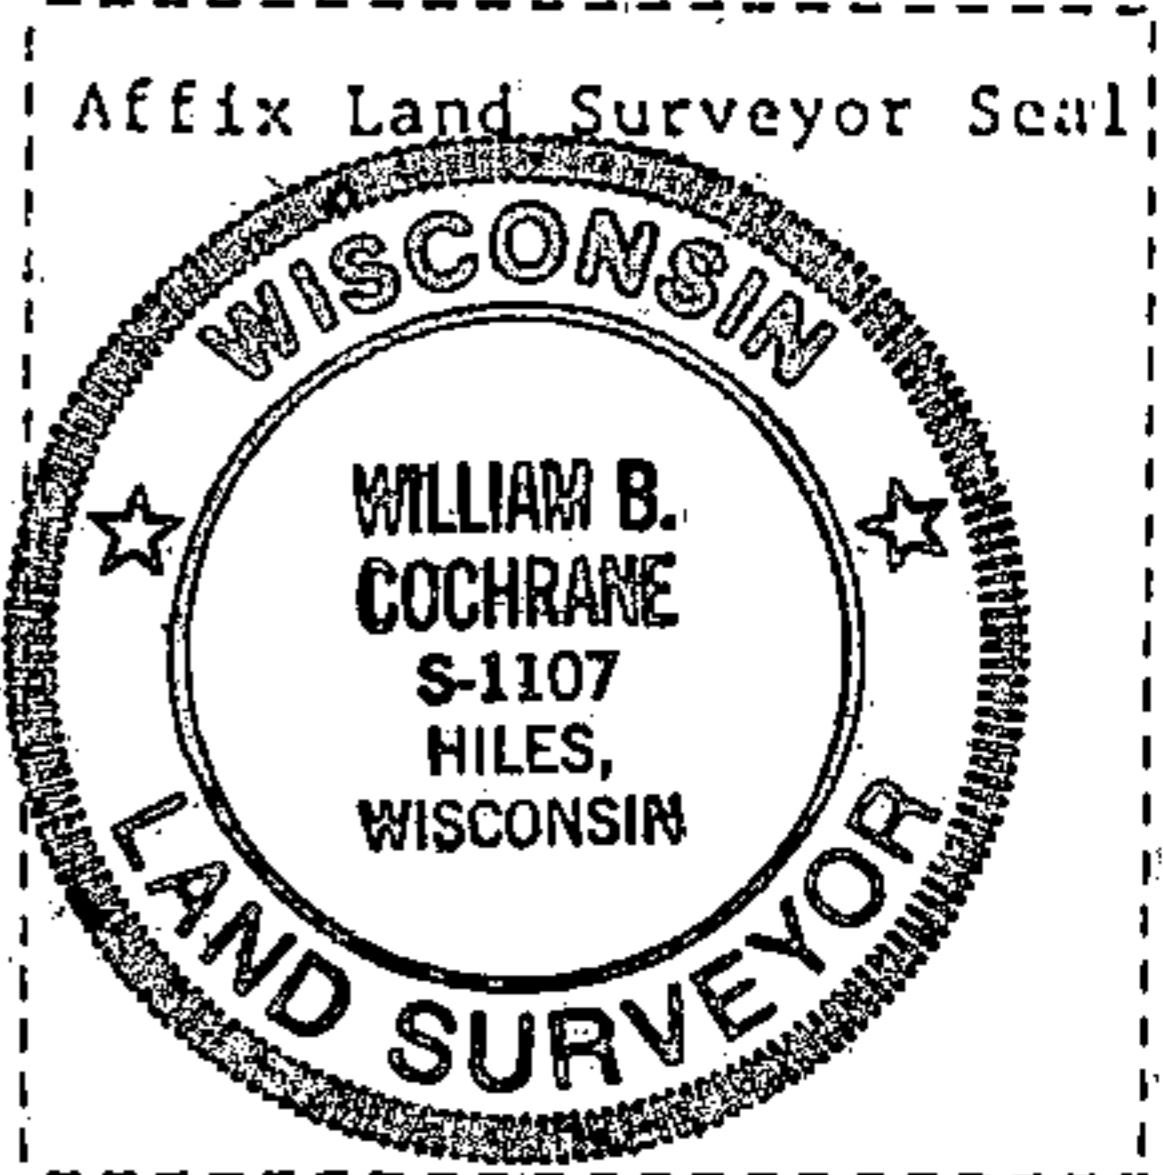 Affix Land Surveyor Seal
WISCONSIN
WILLIAM B.
COCHRANE
S-1107
HILES,
WISCONSIN
LAND SURVEYOR